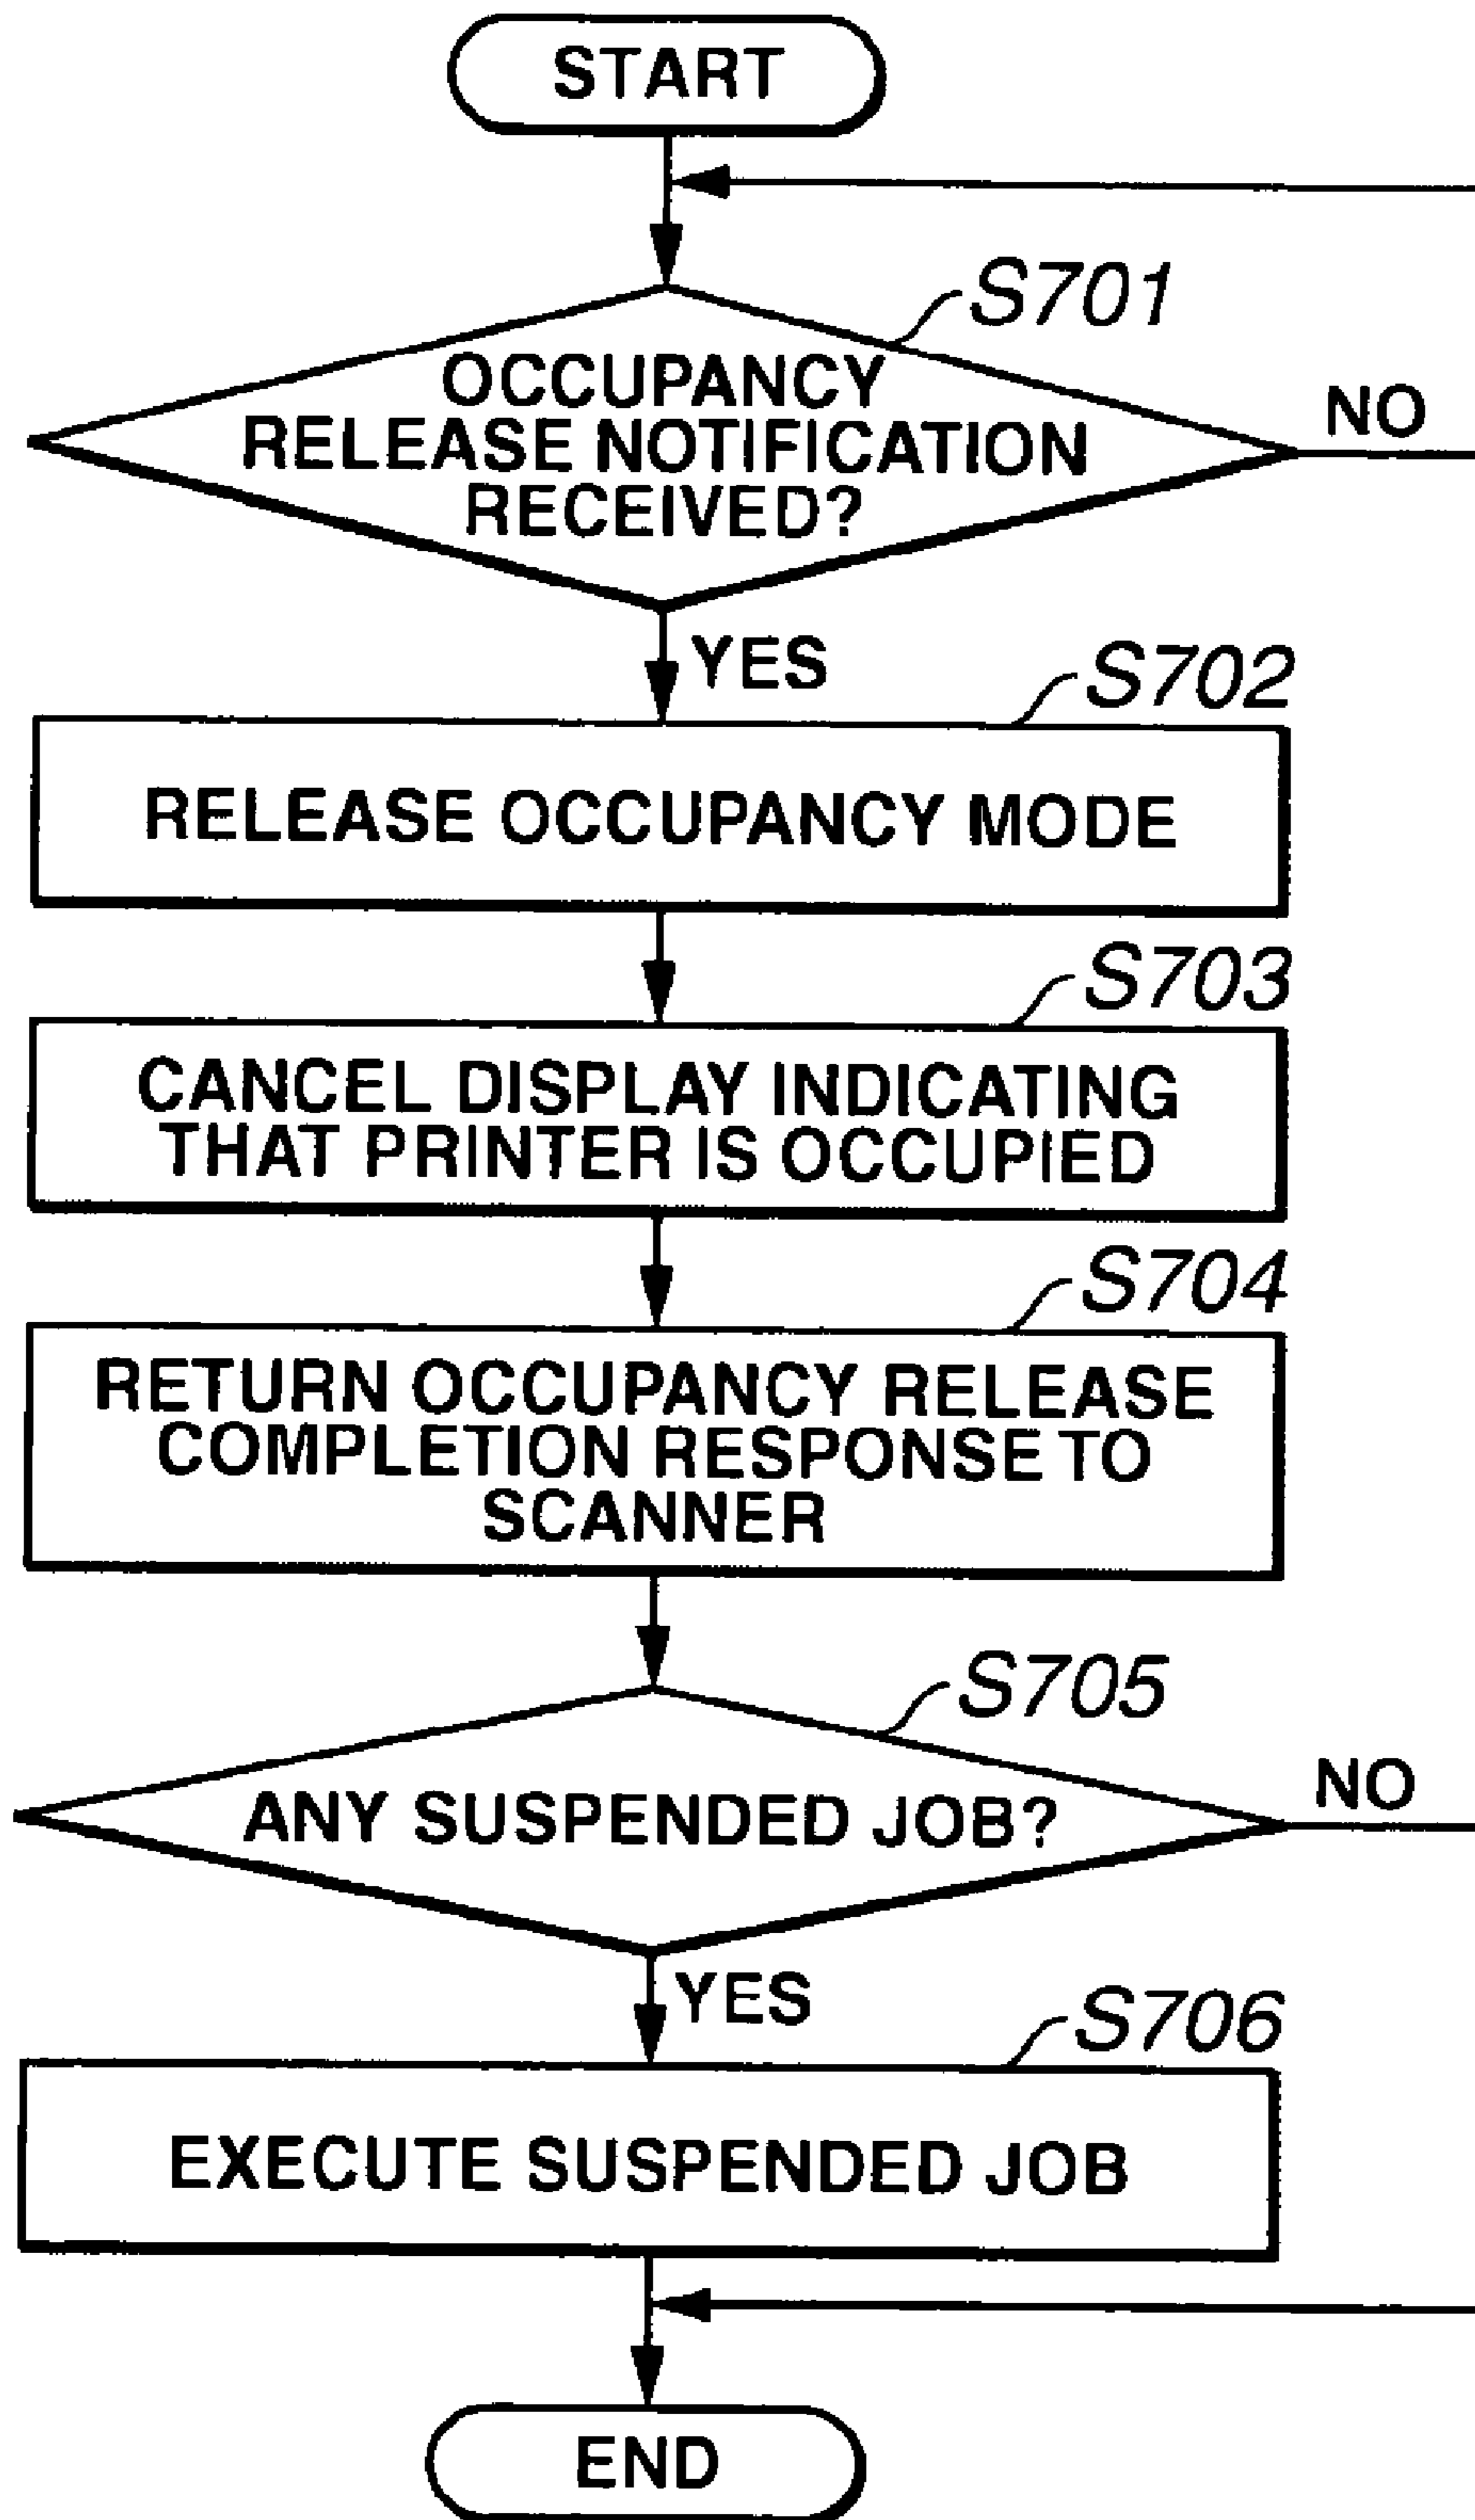 START
S701
OCCUPANCY
RELEASE NOTIFICATION
RECEIVED?
NO
YES
S702
RELEASE OCCUPANCY MODE
S703
CANCEL DISPLAY INDICATING
THAT PRINTER IS OCCUPIED
S704
RETURN OCCUPANCY RELEASE
COMPLETION RESPONSE TO
SCANNER
S705
ANY SUSPENDED JOB?
NO
YES
S706
EXECUTE SUSPENDED JOB
END